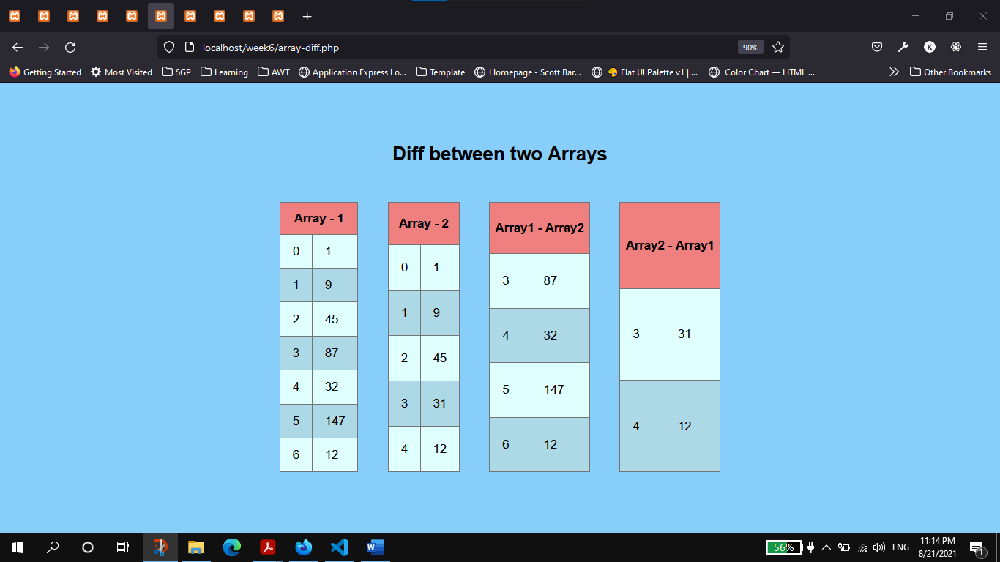 localhost/week6/array-diff.php
90%
K
Getting Started
Most Visited
SGP
Learning
AWT
Application Express Lo...
Template
Homepage - Scott Bar...
Flat UI Palette v1 | ...
Color Chart — HTML ...
Other Bookmarks
Diff between two Arrays
Array - 1
0 1
1 9
2 45
3 87
4 32
5 147
6 12
Array - 2
0 1
1 9
2 45
3 31
4 12
Array1 - Array2
3 87
4 32
5 147
6 12
Array2 - Array1
3 31
4 12
56%
ENG
11:14 PM
8/21/2021
1